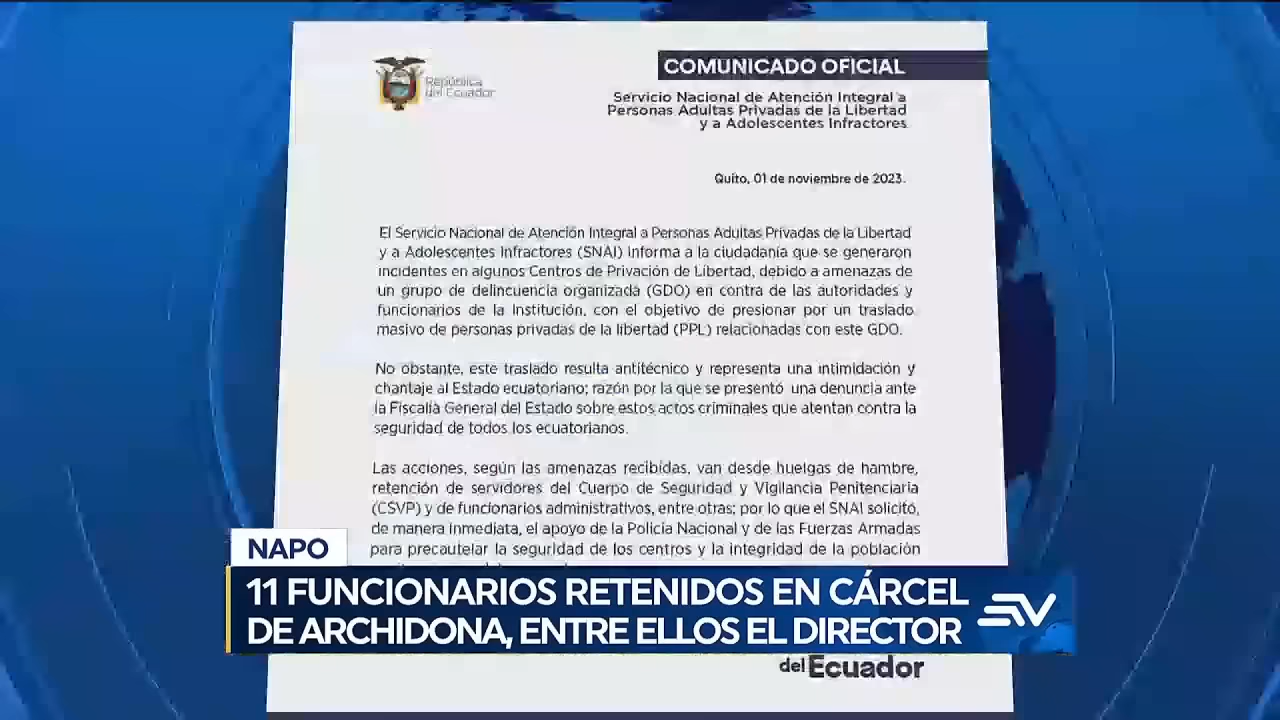 República
del Ecuador
COMUNICADO OFICIAL
Servicio Nacional de Atención Integral a
Personas Adultas Privadas de la Libertad
y a Adolescentes Infractores
Quito, 01 de noviembre de 2023.
El Servicio Nacional de Atención Integral a Personas Adultas Privadas de la Libertad
y a Adolescentes Infractores (SNAI) informa a la ciudadanía que se generaron
incidentes en algunos Centros de Privación de Libertad, debido a amenazas de
un grupo de delincuencia organizada (GDO) en contra de las autoridades y
funcionarios de la Institución, con el objetivo de presionar por un traslado
masivo de personas privadas de la libertad (PPL) relacionadas con este GDO.
No obstante, este traslado resulta antitécnico y representa una intimidación y
chantaje al Estado ecuatoriano; razón por la que se presentó una denuncia ante
la Fiscalía General del Estado sobre estos actos criminales que atentan contra la
seguridad de todos los ecuatorianos.
Las acciones, según las amenazas recibidas, van desde huelgas de hambre,
retención de servidores del Cuerpo de Seguridad y Vigilancia Penitenciaria
(CSVP) y de funcionarios administrativos, entre otras; por lo que el SNAI solicitó,
de manera inmediata, el apoyo de la Policía Nacional y de las Fuerzas Armadas
para precautelar la seguridad de los centros y la integridad de la población
NAPO
11 FUNCIONARIOS RETENIDOS EN CÁRCEL
DE ARCHIDONA, ENTRE ELLOS EL DIRECTOR
del Ecuador